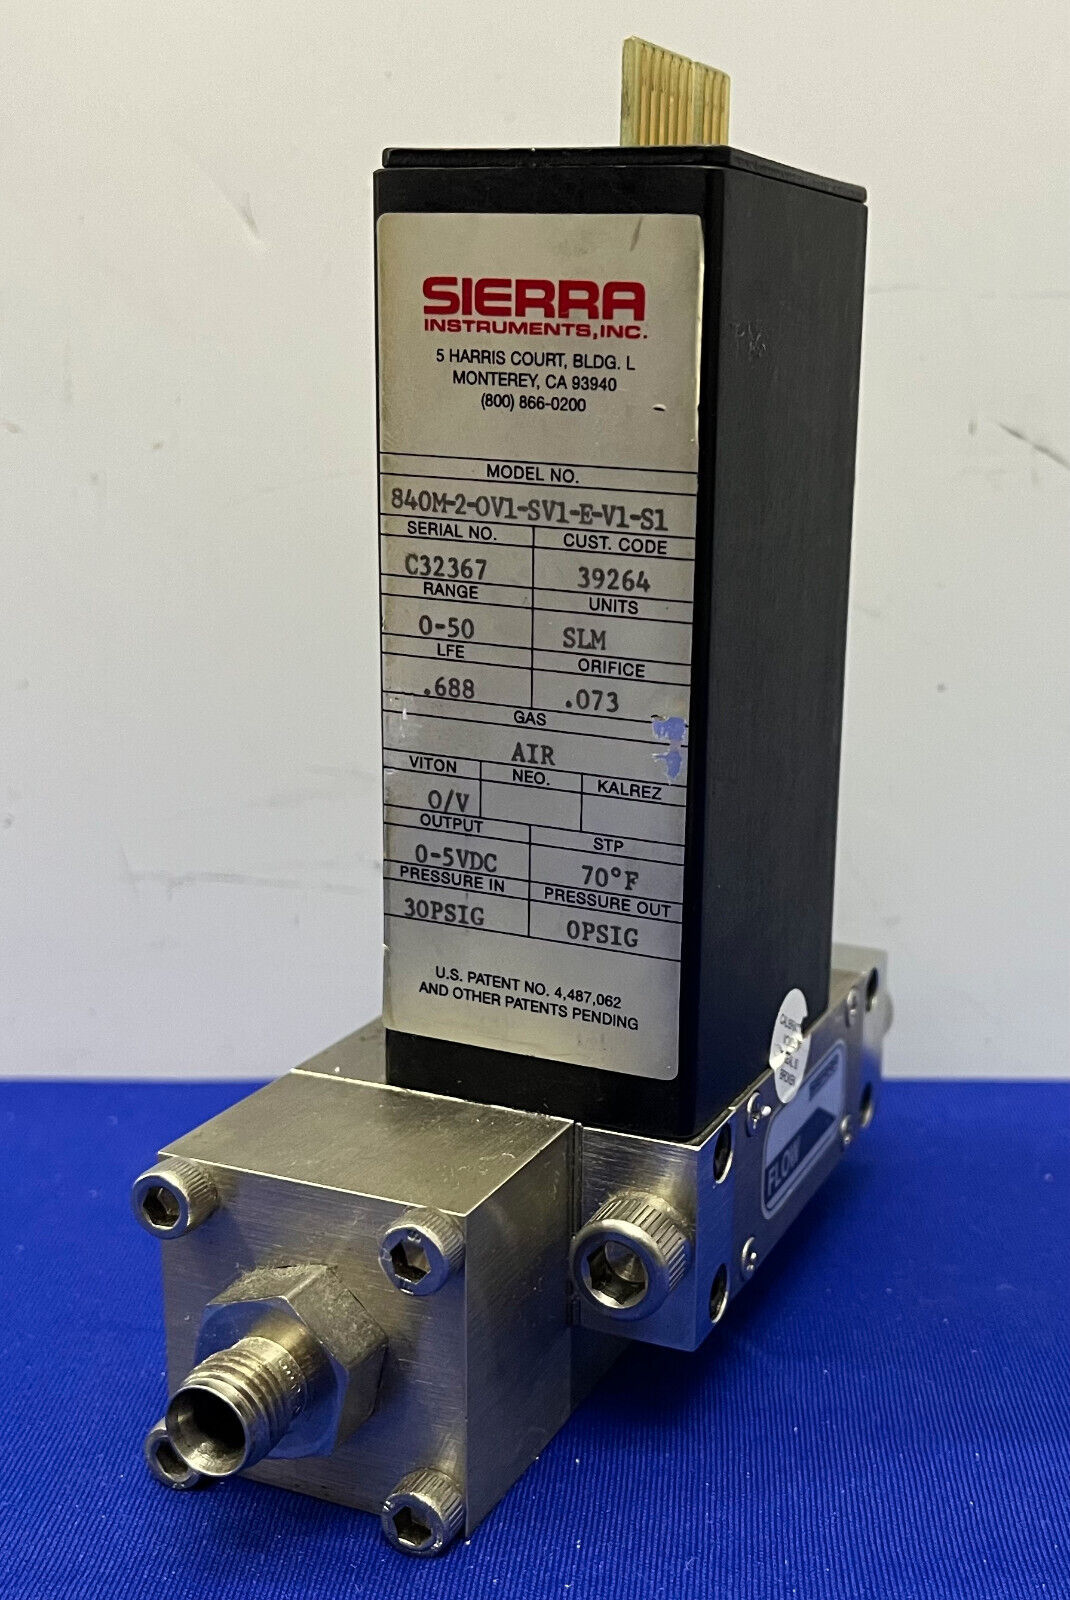 SIERRA
INSTRUMENTS, INC.
5 HARRIS COURT, BLDG. L
MONTEREY, CA 93940
(800) 866-0200
MODEL NO.
840M-2-OV1-SV1-E-V1-S1
SERIAL NO. CUST. CODE
C32367 39264
RANGE UNITS
0-50 SLM
LFE ORIFICE
.688 .073
GAS
AIR
VITON NEO. KALREZ
O/V
OUTPUT STP
0-5VDC 70°F
PRESSURE IN PRESSURE OUT
30PSIG 0PSIG
U.S. PATENT NO. 4,487,062
AND OTHER PATENTS PENDING
FLOW